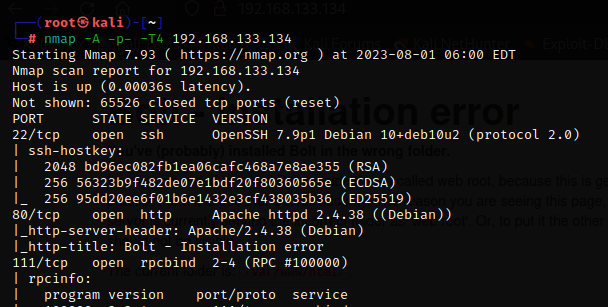 ┌──(root㉿kali)-[~]
└─# nmap -A -p- -T4 192.168.133.134
Starting Nmap 7.93 ( https://nmap.org ) at 2023-08-01 06:00 EDT
Nmap scan report for 192.168.133.134
Host is up (0.00036s latency).
Not shown: 65526 closed tcp ports (reset)
PORT      STATE SERVICE  VERSION
22/tcp    open  ssh      OpenSSH 7.9p1 Debian 10+deb10u2 (protocol 2.0)
| ssh-hostkey:
|   2048 bd96ec082fb1ea06cafc468a7e8ae355 (RSA)
|   256 56323b9f482de07e1bdf20f80360565e (ECDSA)
|_  256 95dd20ee6f01b6e1432e3cf438035b36 (ED25519)
80/tcp    open  http     Apache httpd 2.4.38 ((Debian))
|_http-server-header: Apache/2.4.38 (Debian)
|_http-title: Bolt - Installation error
111/tcp   open  rpcbind  2-4 (RPC #100000)
| rpcinfo:
|   program version    port/proto  service